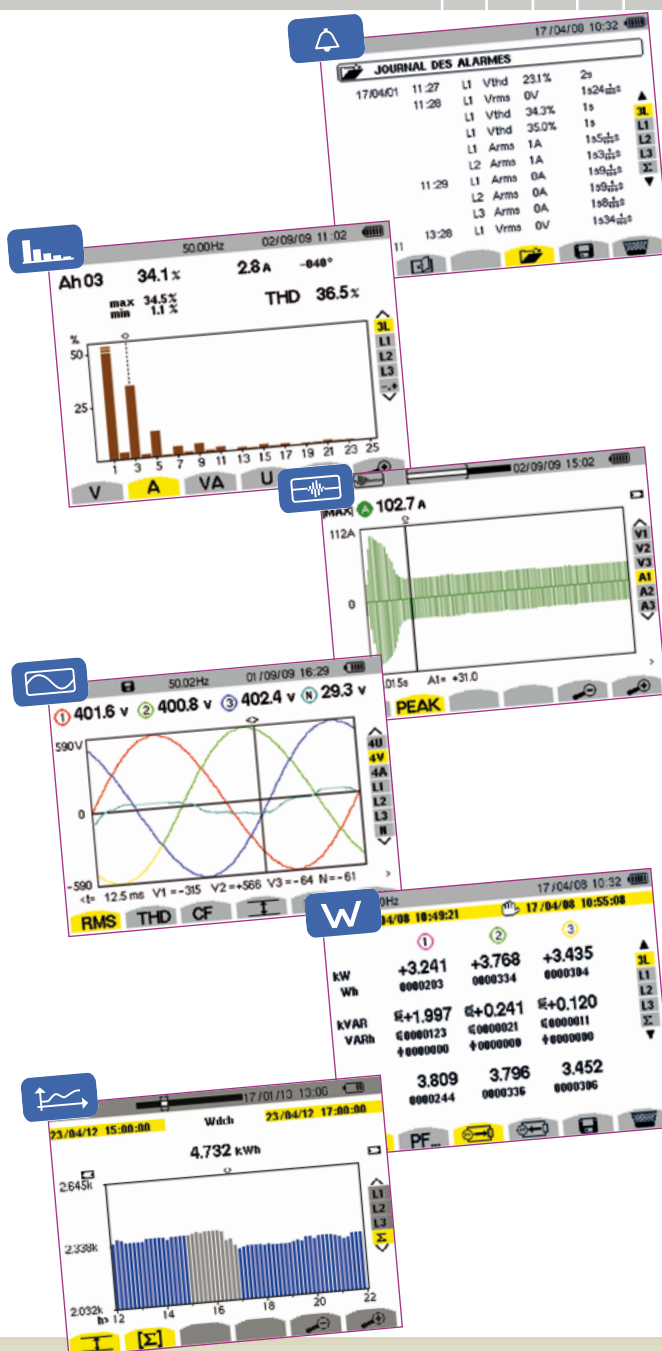 17/04/08 10:32
JOURNAL DES ALARMES
17/04/01 11:27 L1 Vthd 23.1% 2s
11:28 L1 Vrms 0V
L1 Vthd 34.3% 1s
L1 Vthd 35.0% 1s
L1 Arms 1A
L2 Arms 1A
11:29 L1 Arms 0A
L2 Arms 0A
L3 Arms 0A
11 13:28 L1 Vrms 0V
3L
L1
L2
L3
Σ
50.00Hz 02/09/09 11:02
Ah 03 34.1% 2.8 A -040°
max 34.5%
min 1.1 %
THD 36.5%
%
50
25
1 3 5 7 9 11 13 15 17 19 21 23 25
3L
L1
L2
L3
-.+
V A VA U
02/09/09 15:02
MAX A 102.7 A
112A
0
V1
V2
V3
A1
A2
A3
.015s A1= +31.0
PEAK
50.02Hz 01/09/09 16:29
1 401.6 V 2 400.8 V 3 402.4 V N 29.3 V
590V
0
-590
4U
4V
4A
L1
L2
L3
N
<t= 12.5 ms V1 =-315 V2 =+566 V3 =-64 N=-61
RMS THD CF
W
0Hz 17/04/08 10:32
/04/08 10:49:21 17/04/08 10:55:08
1 2 3
kW +3.241 +3.768 +3.435
Wh 0000203 0000334 0000304
kVAR +1.997 +0.241 +0.120
VARh 0000123 0000021 0000011
0000000 0000000 0000000
3.809 3.796 3.452
0000244 0000336 0000306
3L
L1
L2
L3
Σ
PF...
17/01/13 13:06
23/04/12 15:00:00 Wdch 23/04/12 17:00:00
4.732 kWh
2.645k
2.338k
2.032k
h> 12 14 16 18 20 22
L1
L2
L3
Σ
[Σ]